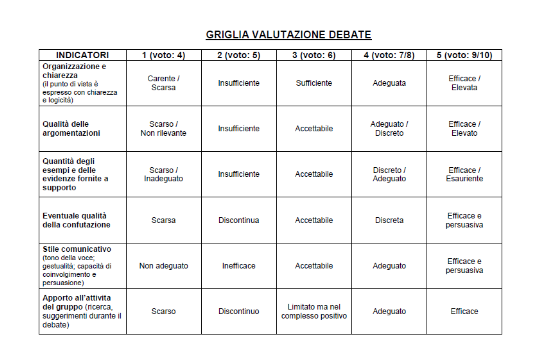 GRIGLIA VALUTAZIONE DEBATE
INDICATORI 1 (voto: 4) 2 (voto: 5) 3 (voto: 6) 4 (voto: 7/8) 5 (voto: 9/10)
Organizzazione e
chiarezza
(il punto di vista è
espresso con chiarezza
e logicità)
Carente /
Scarsa
Insufficiente
Sufficiente
Adeguata
Efficace /
Elevata
Qualità delle
argomentazioni
Scarso /
Non rilevante
Insufficiente
Accettabile
Adeguato /
Discreto
Efficace /
Elevato
Quantità degli
esempi e delle
evidenze fornite a
supporto
Scarso /
Inadeguato
Insufficiente
Accettabile
Discreto /
Adeguato
Efficace /
Esauriente
Eventuale qualità
della confutazione
Scarsa
Discontinua
Accettabile
Discreta
Efficace e
persuasiva
Stile comunicativo
(tono della voce;
gestualità; capacità di
coinvolgimento e
persuasione)
Non adeguato
Inefficace
Accettabile
Adeguato
Efficace e
persuasiva
Apporto all'attività
del gruppo (ricerca,
suggerimenti durante il
debate)
Scarso
Discontinuo
Limitato ma nel
complesso positivo
Adeguato
Efficace